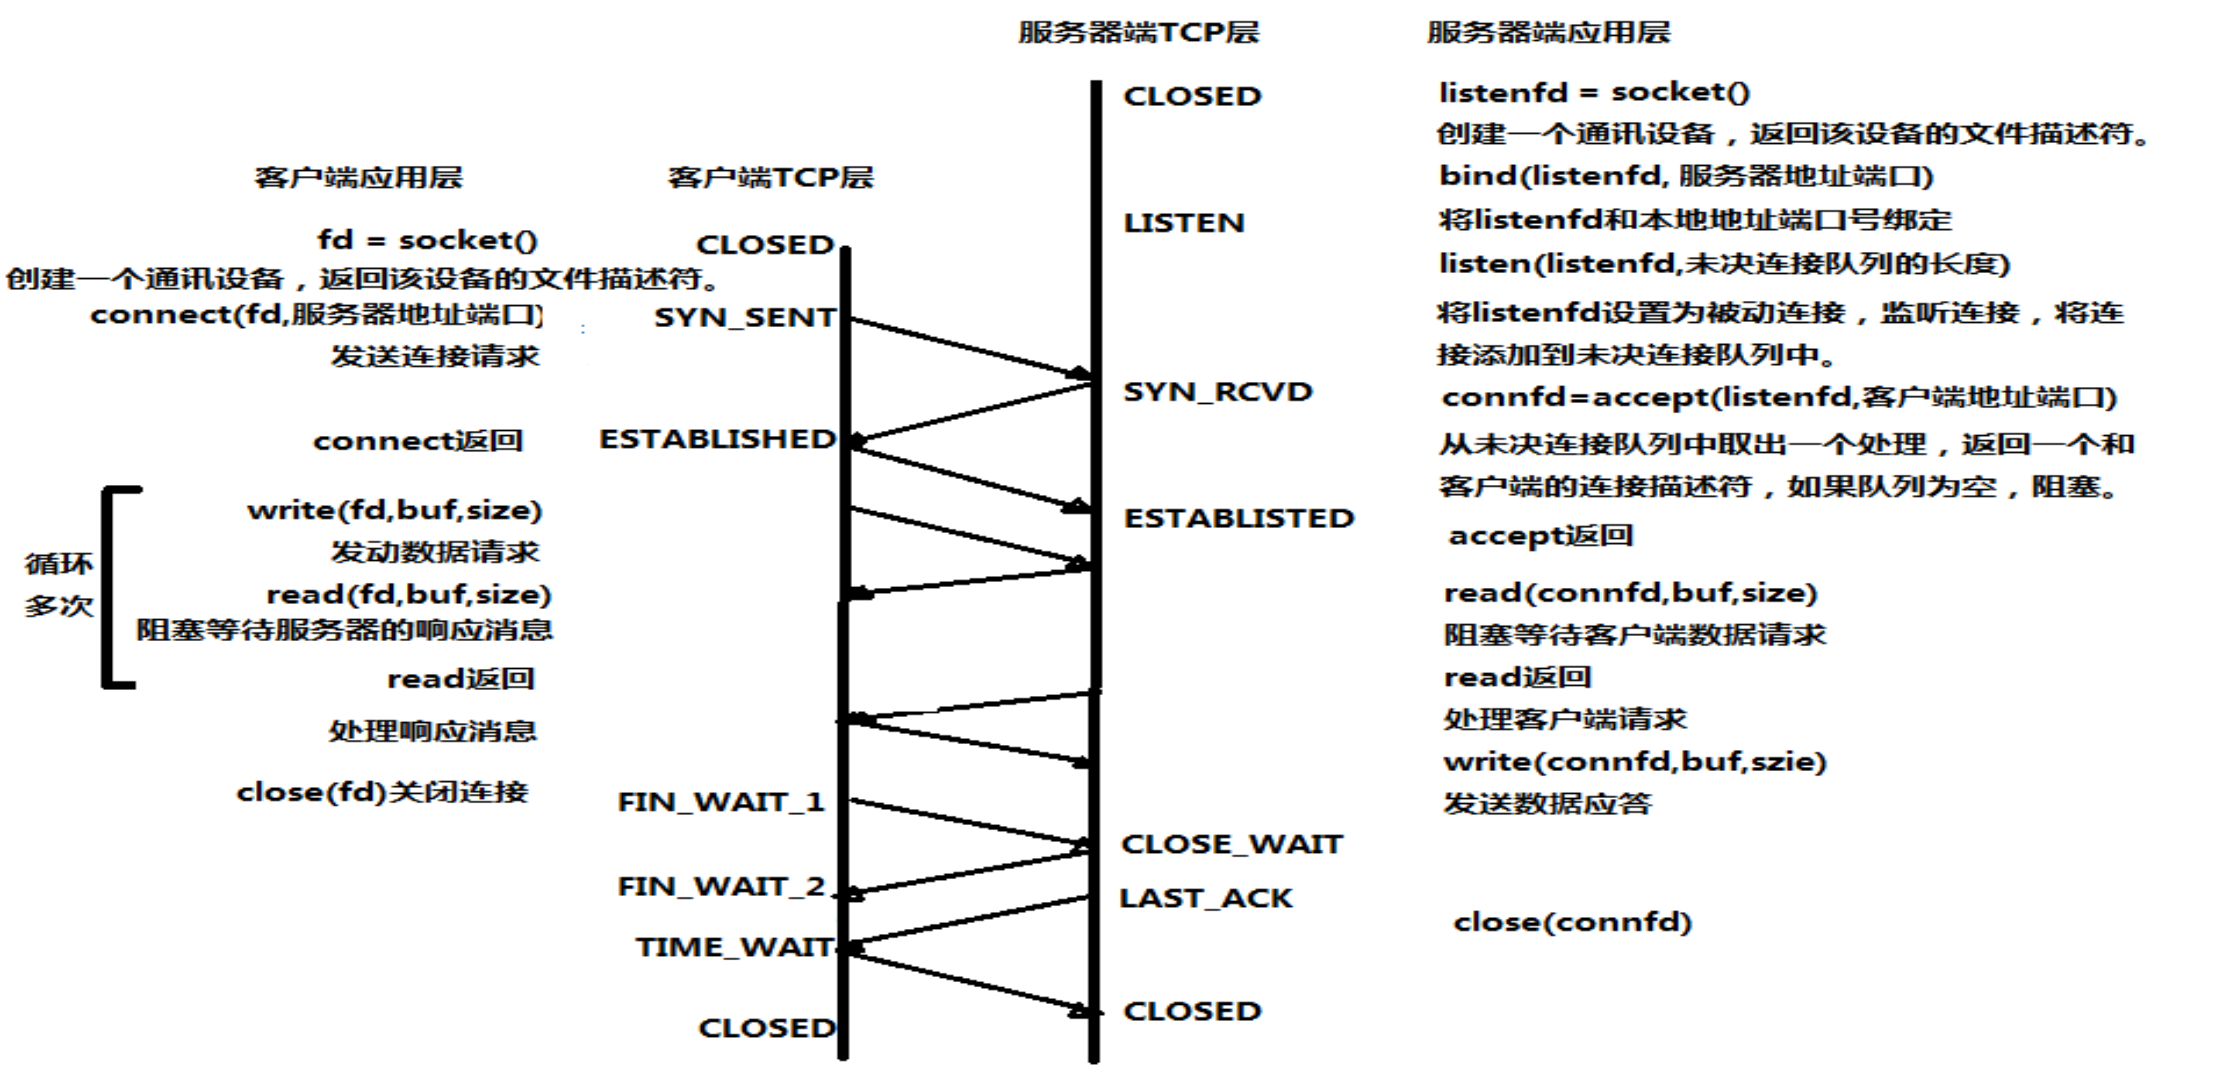 服务器端TCP层
服务器端应用层
客户端应用层
客户端TCP层
fd = socket()
创建一个通讯设备，返回该设备的文件描述符。
connect(fd,服务器地址端口)
发送连接请求
connect返回
循环
多次
write(fd,buf,size)
发动数据请求
read(fd,buf,size)
阻塞等待服务器的响应消息
read返回
处理响应消息
close(fd)关闭连接
CLOSED
SYN_SENT
ESTABLISHED
FIN_WAIT_1
FIN_WAIT_2
TIME_WAIT
CLOSED
CLOSED
LISTEN
SYN_RCVD
ESTABLISTED
CLOSE_WAIT
LAST_ACK
CLOSED
listenfd = socket()
创建一个通讯设备，返回该设备的文件描述符。
bind(listenfd, 服务器地址端口)
将listenfd和本地地址端口号绑定
listen(listenfd,未决连接队列的长度)
将listenfd设置为被动连接，监听连接，将连
接添加到未决连接队列中。
connfd=accept(listenfd,客户端地址端口)
从未决连接队列中取出一个处理，返回一个和
客户端的连接描述符，如果队列为空，阻塞。
accept返回
read(connfd,buf,size)
阻塞等待客户端数据请求
read返回
处理客户端请求
write(connfd,buf,szie)
发送数据应答
close(connfd)